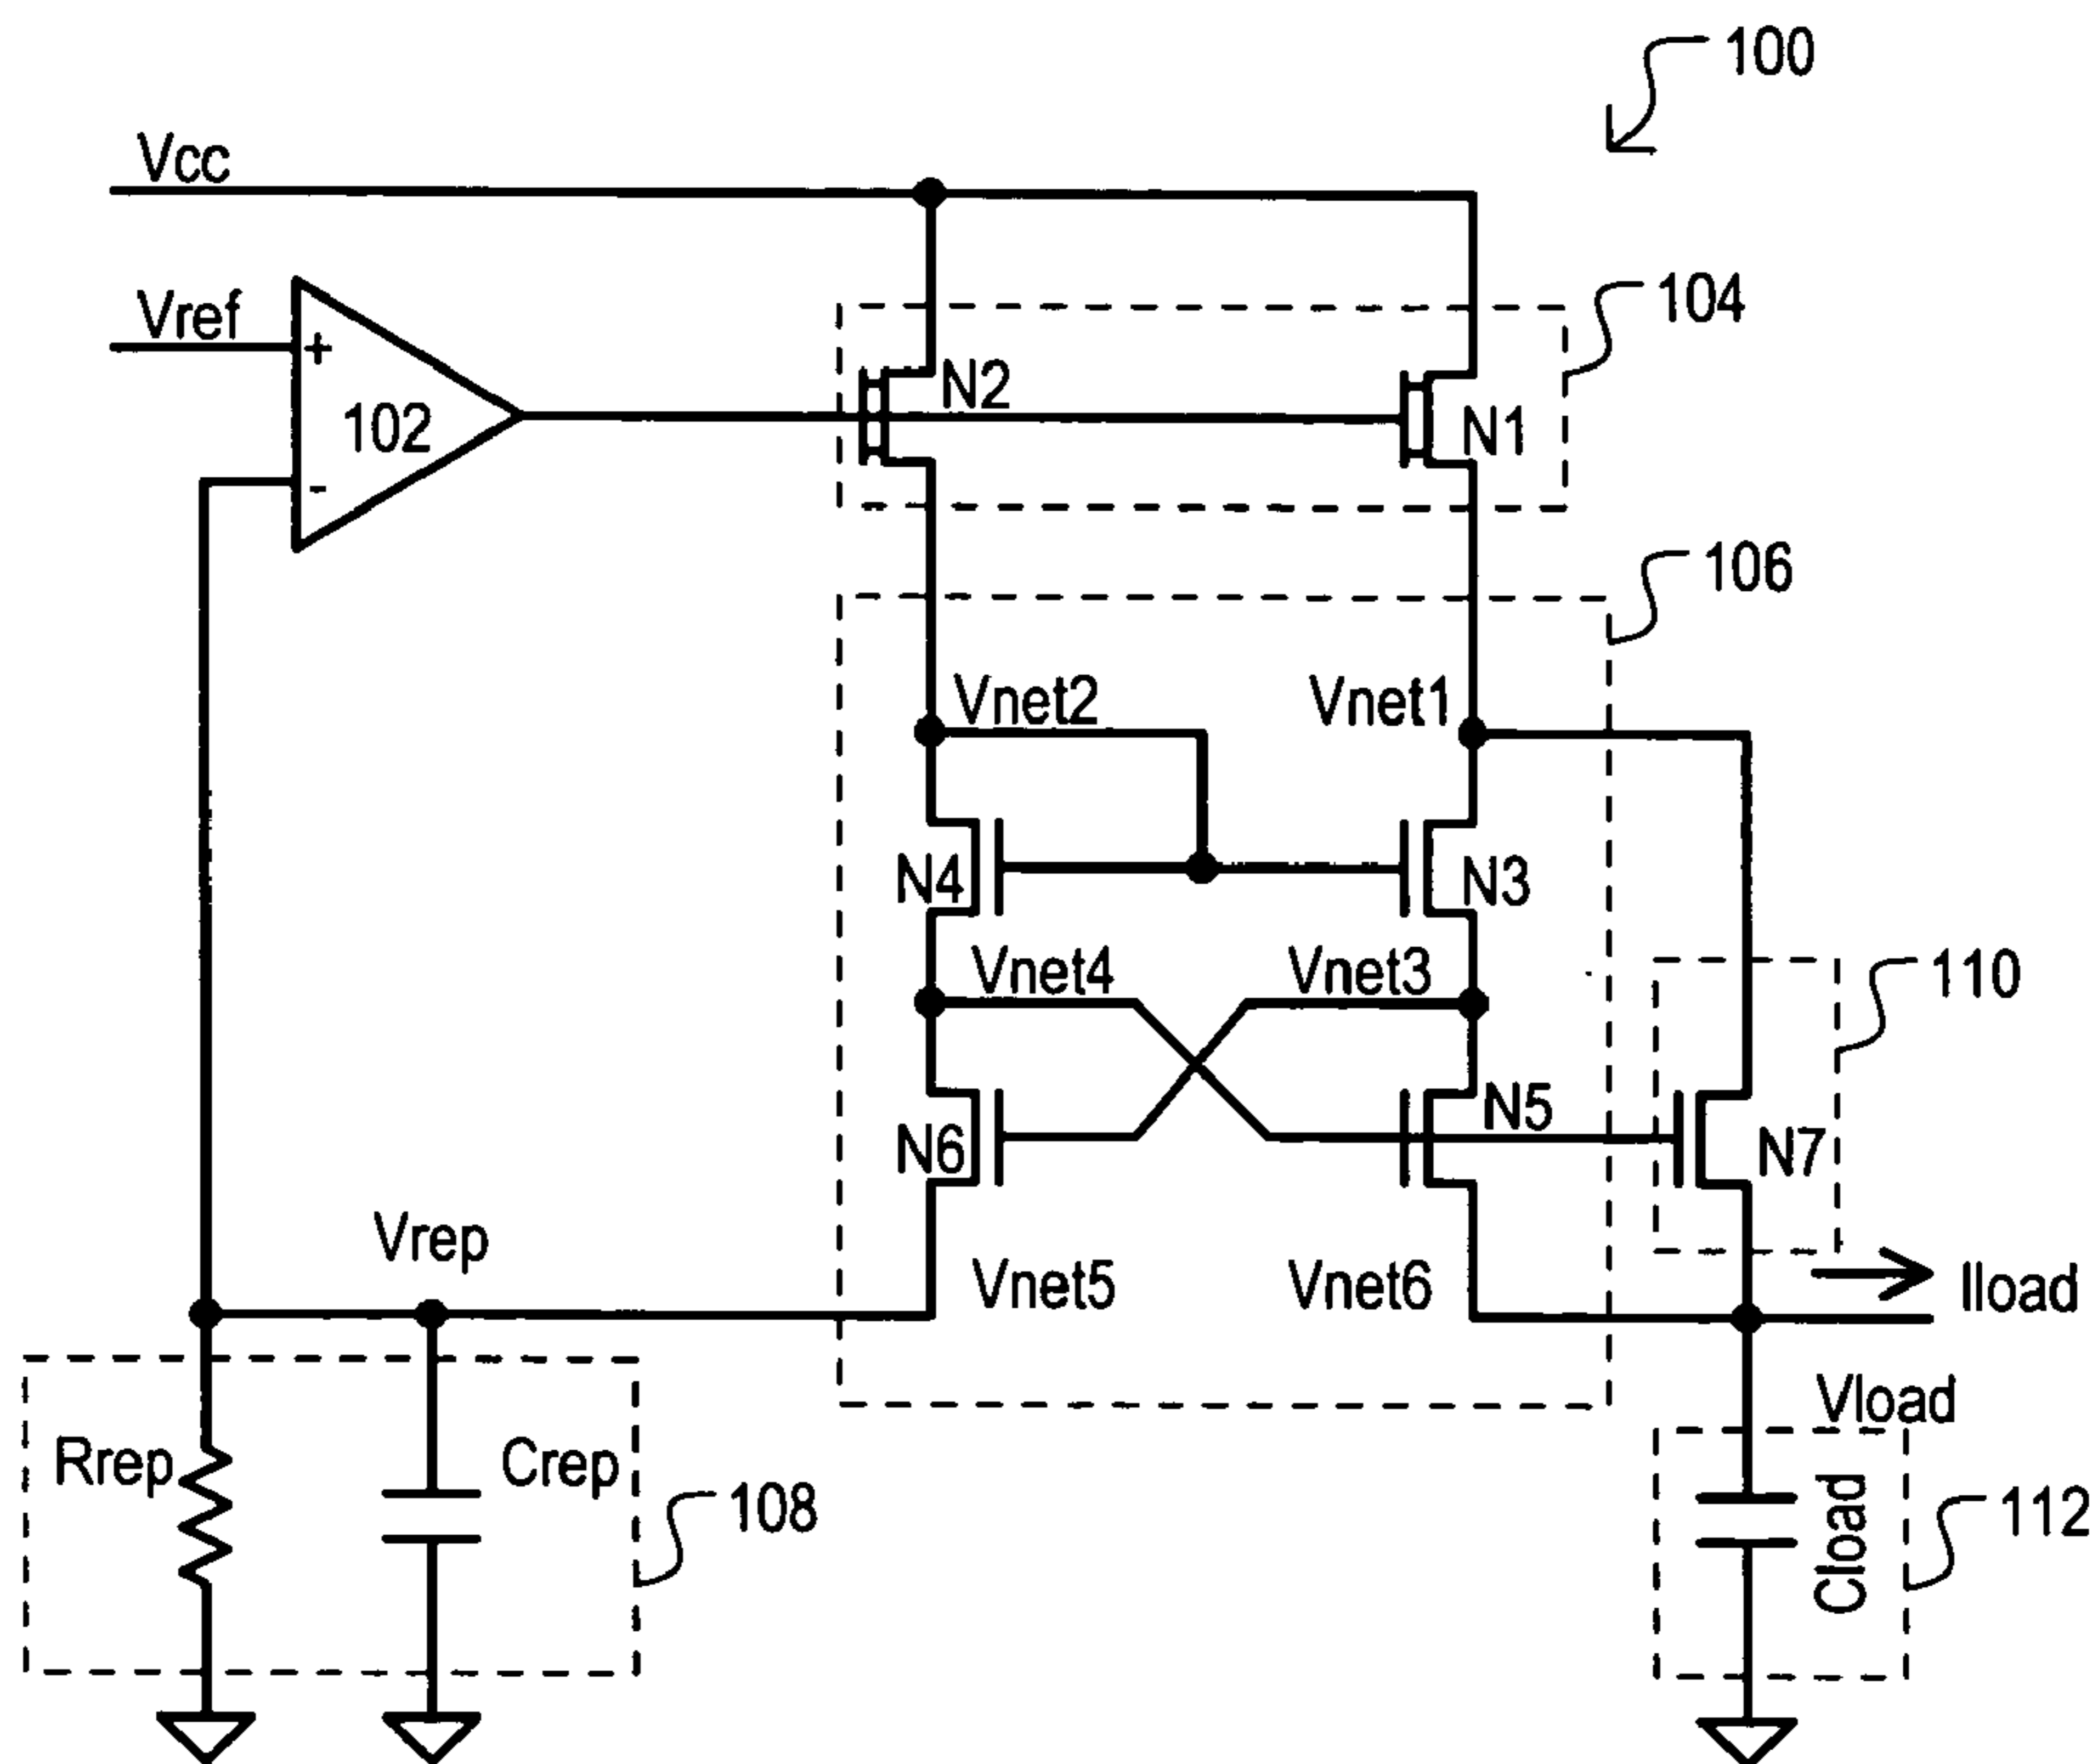 100
Vcc
Vref
+
104
N2
102
N1
-
106
Vnet2
Vnet1
N4
N3
Vnet4
Vnet3
110
N5
N6
N7
Vrep
Vnet5
Vnet6
Iload
Vload
Rrep
Crep
108
Cload
112